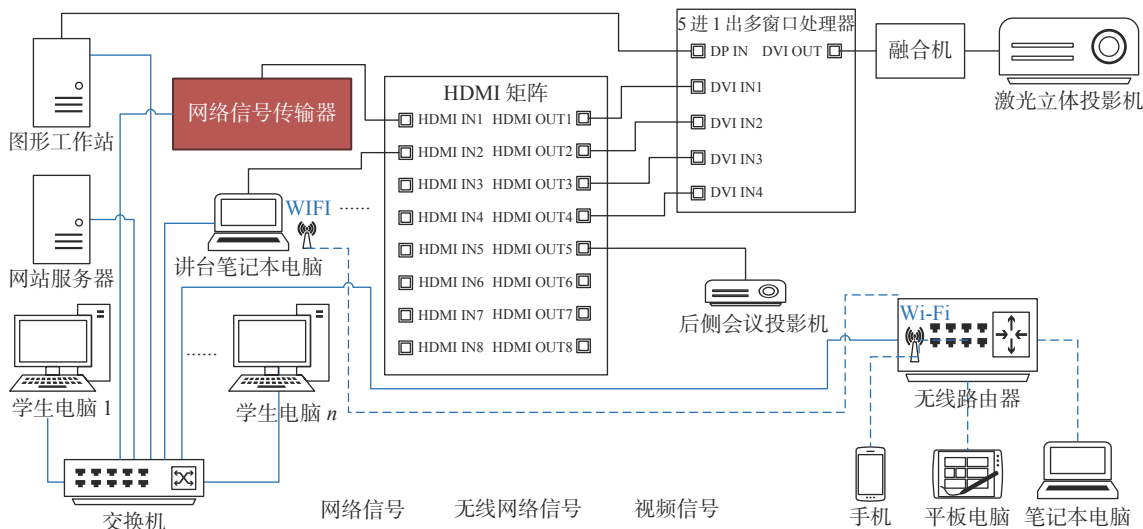 5 进 1 出多窗口处理器
DP IN DVI OUT
DVI IN1
DVI IN2
DVI IN3
DVI IN4
融合机
激光立体投影机
图形工作站
网络信号传输器
HDMI 矩阵
HDMI IN1 HDMI OUT1
HDMI IN2 HDMI OUT2
HDMI IN3 HDMI OUT3
HDMI IN4 HDMI OUT4
HDMI IN5 HDMI OUT5
HDMI IN6 HDMI OUT6
HDMI IN7 HDMI OUT7
HDMI IN8 HDMI OUT8
网站服务器
WIFI ......
讲台笔记本电脑
后侧会议投影机
Wi-Fi
无线路由器
......
学生电脑 1
学生电脑 n
交换机
网络信号 无线网络信号 视频信号
手机
平板电脑
笔记本电脑